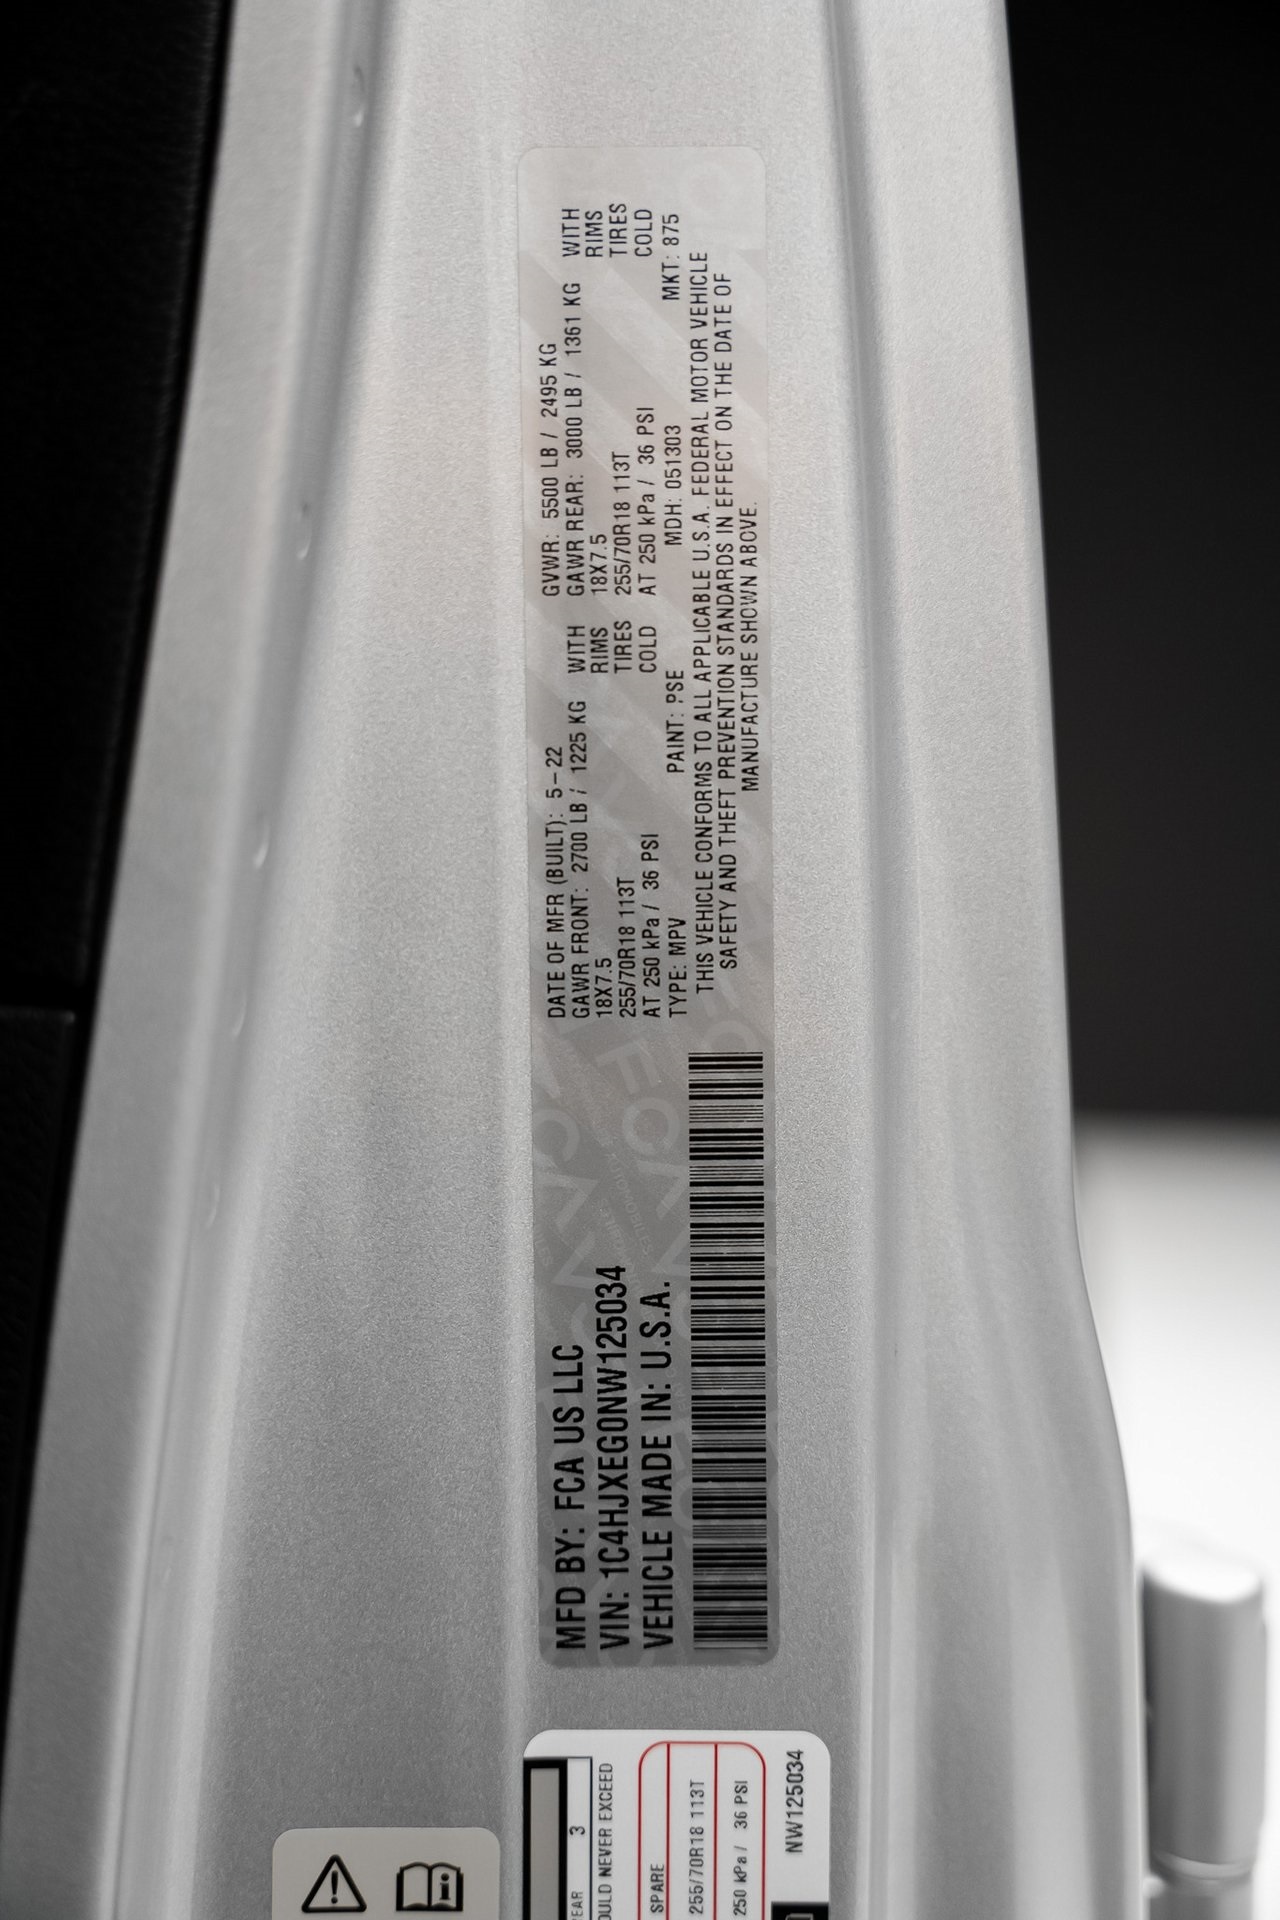 MFD BY: FCA US LLC
VIN: 1C4HJXEG0NW125034
VEHICLE MADE IN: U.S.A.
DATE OF MFR (BUILT): 5-22 GVWR: 5500 LB / 2495 KG
GAWR FRONT: 2700 LB / 1225 KG WITH GAWR REAR: 3000 LB / 1361 KG WITH
18X7.5 RIMS 18X7.5 RIMS
255/70R18 113T TIRES 255/70R18 113T TIRES
AT 250 kPa / 36 PSI COLD AT 250 kPa / 36 PSI COLD
TYPE: MPV PAINT: PSE MDH: 051303 MKT: 875
THIS VEHICLE CONFORMS TO ALL APPLICABLE U.S.A. FEDERAL MOTOR VEHICLE
SAFETY AND THEFT PREVENTION STANDARDS IN EFFECT ON THE DATE OF
MANUFACTURE SHOWN ABOVE.
FCA
EAR 3
OULD NEVER EXCEED
SPARE
255/70R18 113T
250 kPa / 36 PSI
NW125034